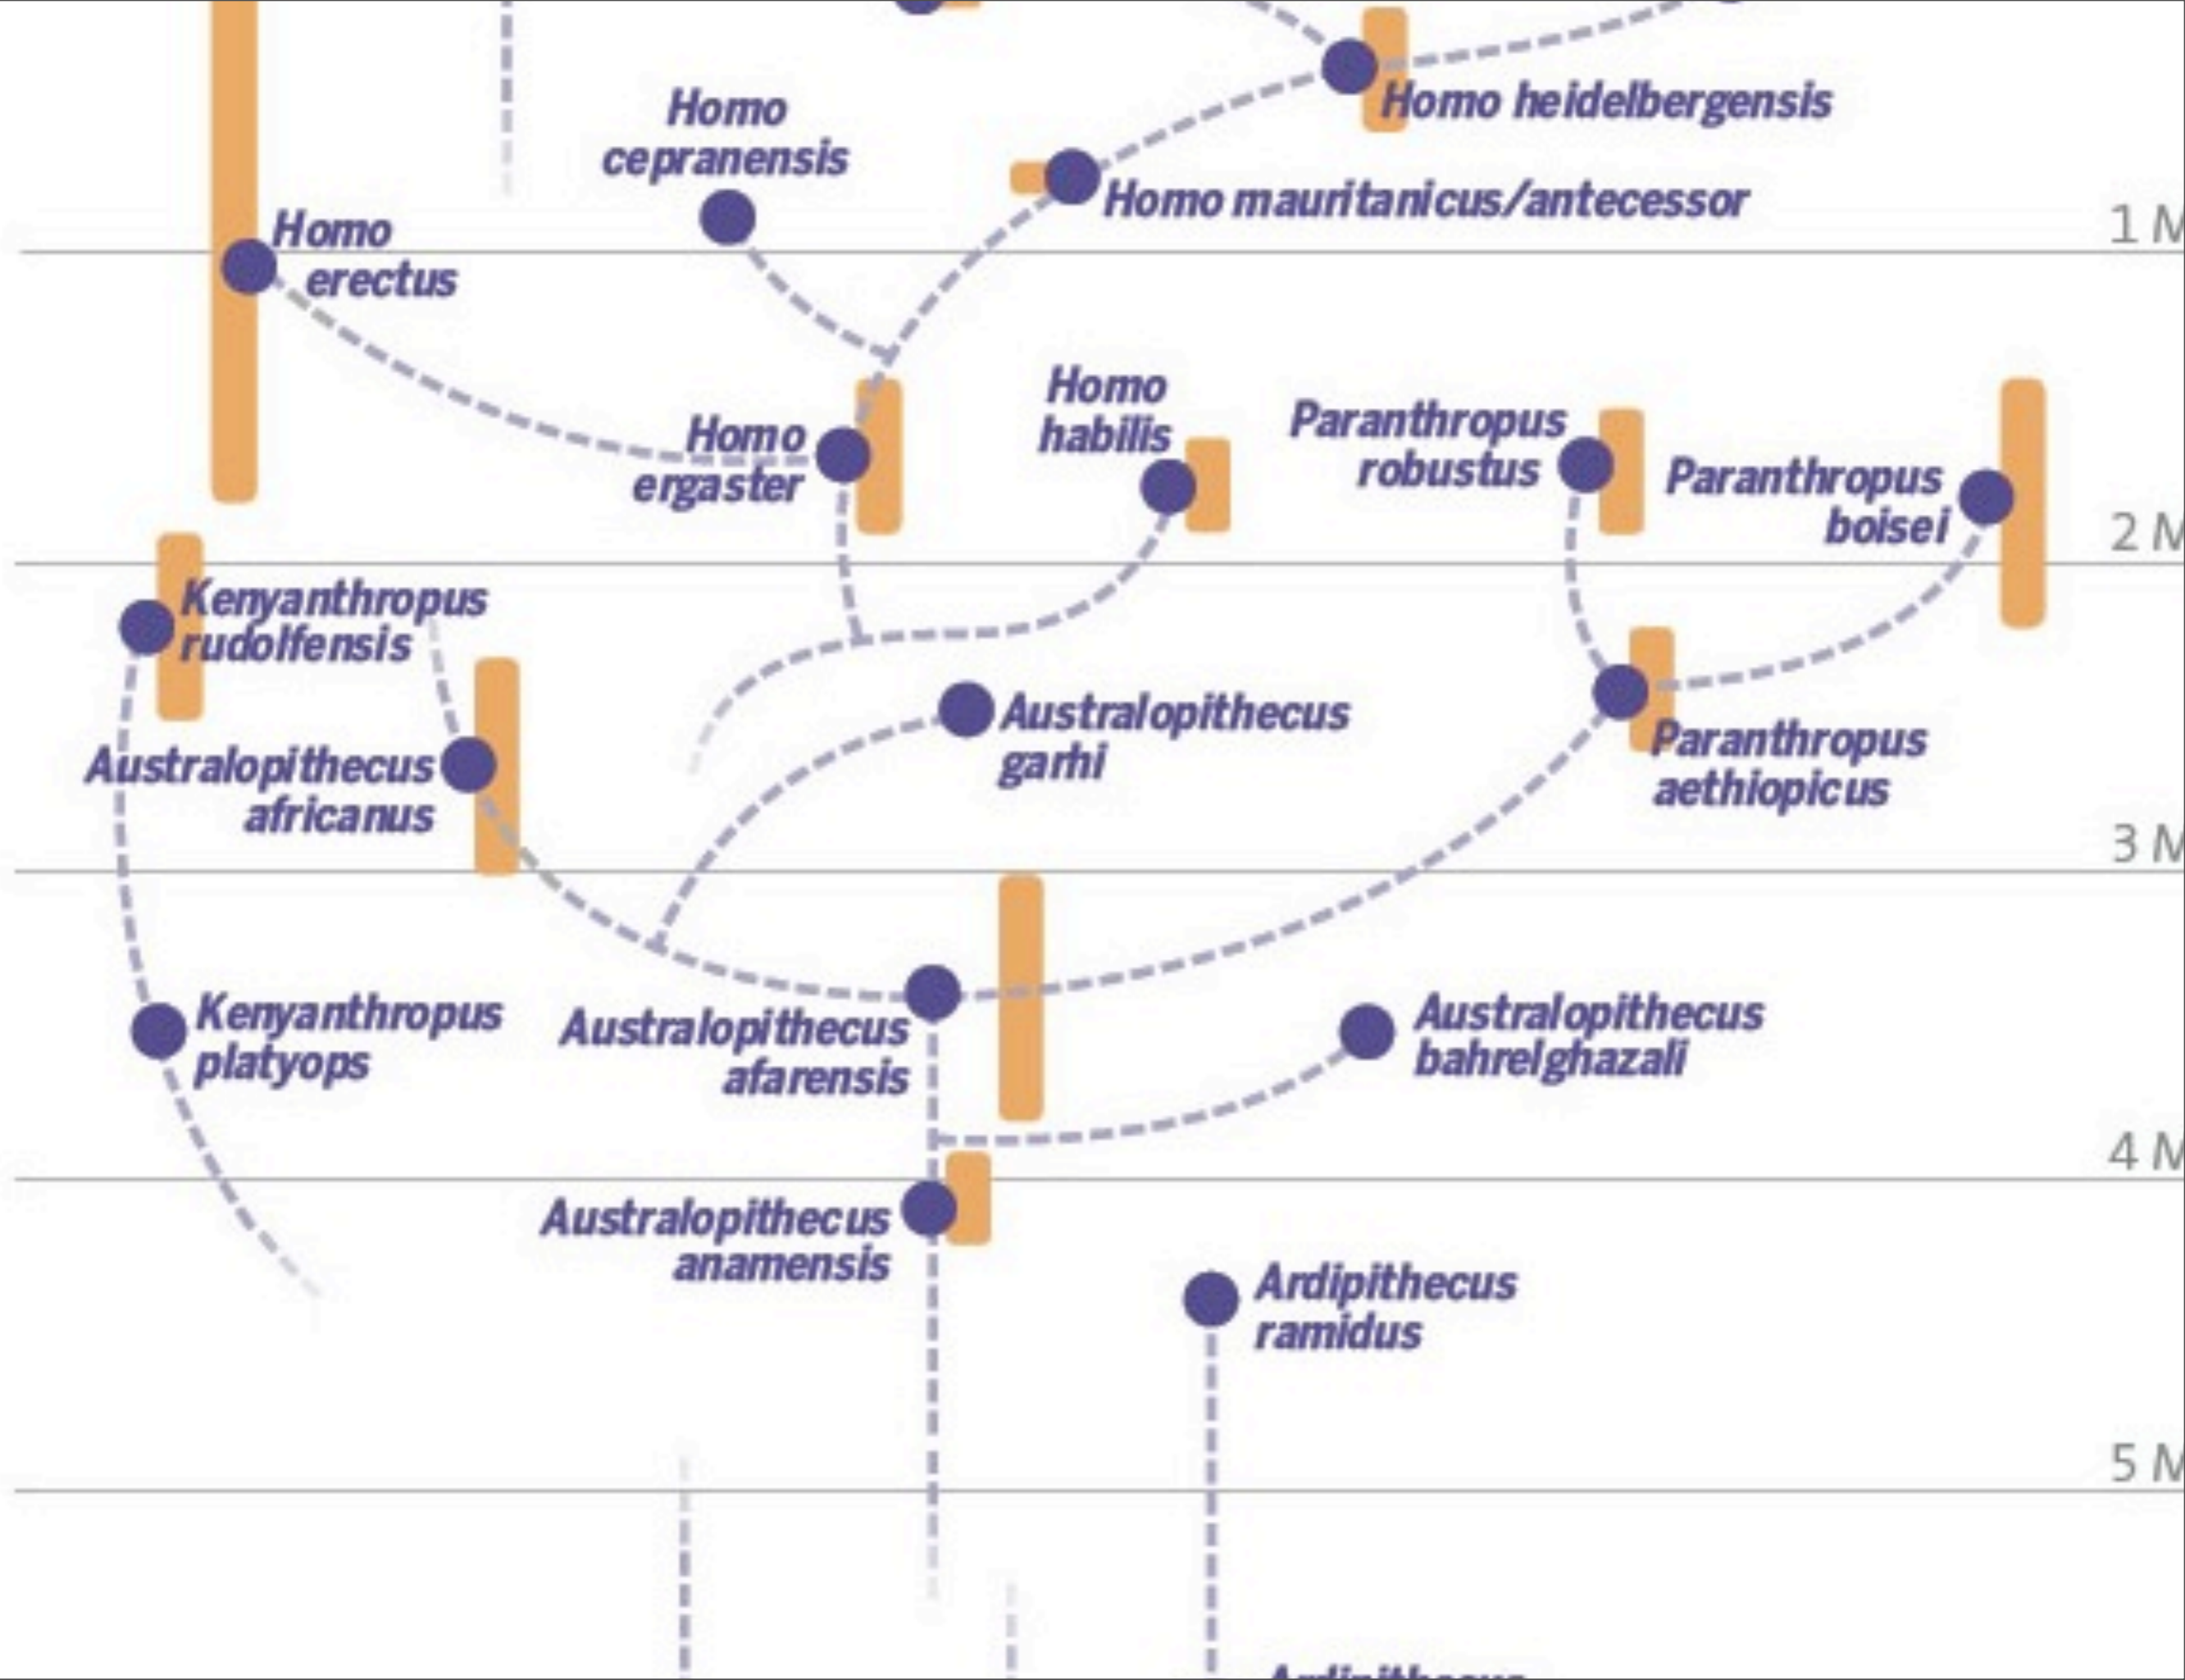 Homo heidelbergensis
Homo
cepranensis
Homo mauritanicus/antecessor
1 M
Homo
erectus
Homo
habilis
Paranthropus
robustus
Homo
ergaster
Paranthropus
boisei
2 M
Kenyanthropus
rudolfensis
Australopithecus
garhi
Paranthropus
aethiopicus
Australopithecus
africanus
3 M
Kenyanthropus
platyops
Australopithecus
afarensis
Australopithecus
bahrelghazali
4 M
Australopithecus
anamensis
Ardipithecus
ramidus
5 M